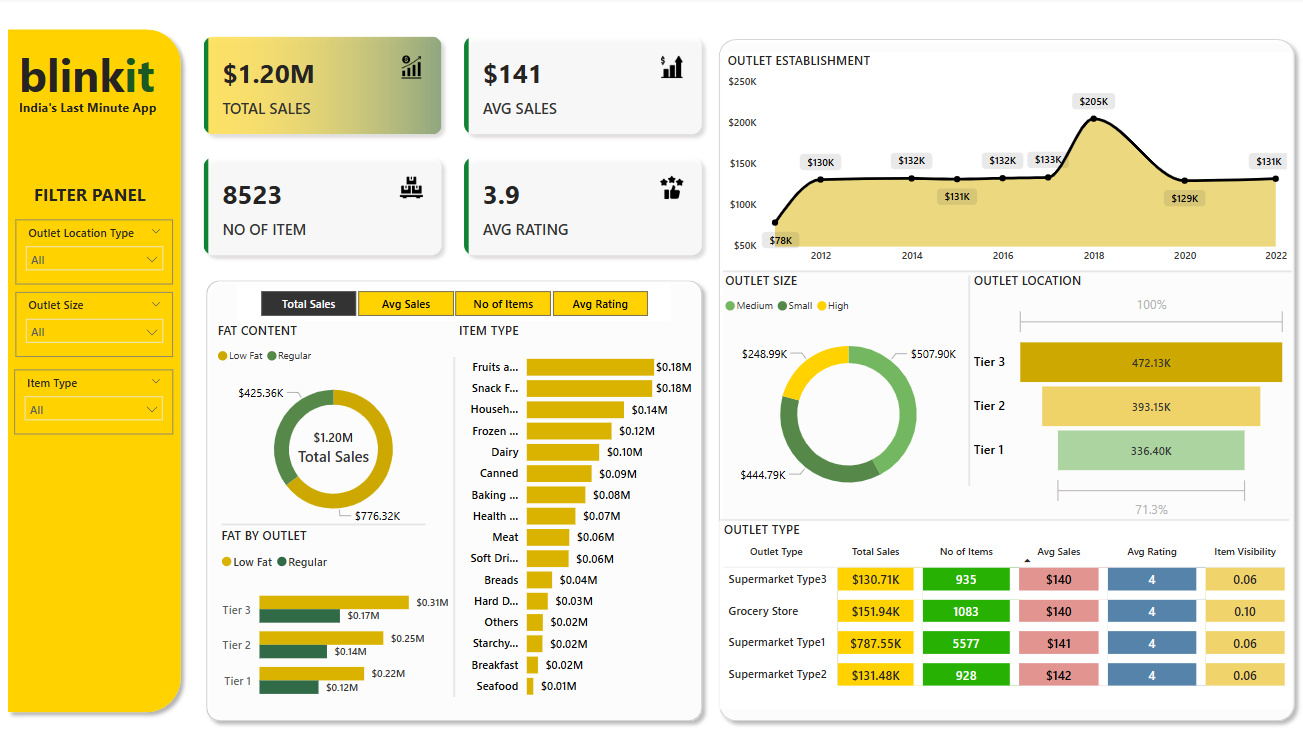 blinkit
India's Last Minute App
FILTER PANEL
Outlet Location Type
All
Outlet Size
All
Item Type
All
$1.20M
TOTAL SALES
$141
AVG SALES
8523
NO OF ITEM
3.9
AVG RATING
Total Sales Avg Sales No of Items Avg Rating
FAT CONTENT
Low Fat Regular
$425.36K
$1.20M
Total Sales
$776.32K
FAT BY OUTLET
Low Fat Regular
Tier 3 $0.31M
$0.17M
Tier 2 $0.25M
$0.14M
Tier 1 $0.22M
$0.12M
ITEM TYPE
Fruits a... $0.18M
Snack F... $0.18M
Househ... $0.14M
Frozen ... $0.12M
Dairy $0.10M
Canned $0.09M
Baking ... $0.08M
Health ... $0.07M
Meat $0.06M
Soft Dri... $0.06M
Breads $0.04M
Hard D... $0.03M
Others $0.02M
Starchy... $0.02M
Breakfast $0.02M
Seafood $0.01M
OUTLET ESTABLISHMENT
$250K
$200K
$150K
$100K
$50K
$78K
$130K
$132K
$131K
$132K
$133K
$205K
$129K
$131K
2012 2014 2016 2018 2020 2022
OUTLET SIZE
Medium Small High
$248.99K
$507.90K
$444.79K
OUTLET LOCATION
100%
Tier 3 472.13K
Tier 2 393.15K
Tier 1 336.40K
71.3%
OUTLET TYPE
Outlet Type Total Sales No of Items Avg Sales Avg Rating Item Visibility
Supermarket Type3 $130.71K 935 $140 4 0.06
Grocery Store $151.94K 1083 $140 4 0.10
Supermarket Type1 $787.55K 5577 $141 4 0.06
Supermarket Type2 $131.48K 928 $142 4 0.06